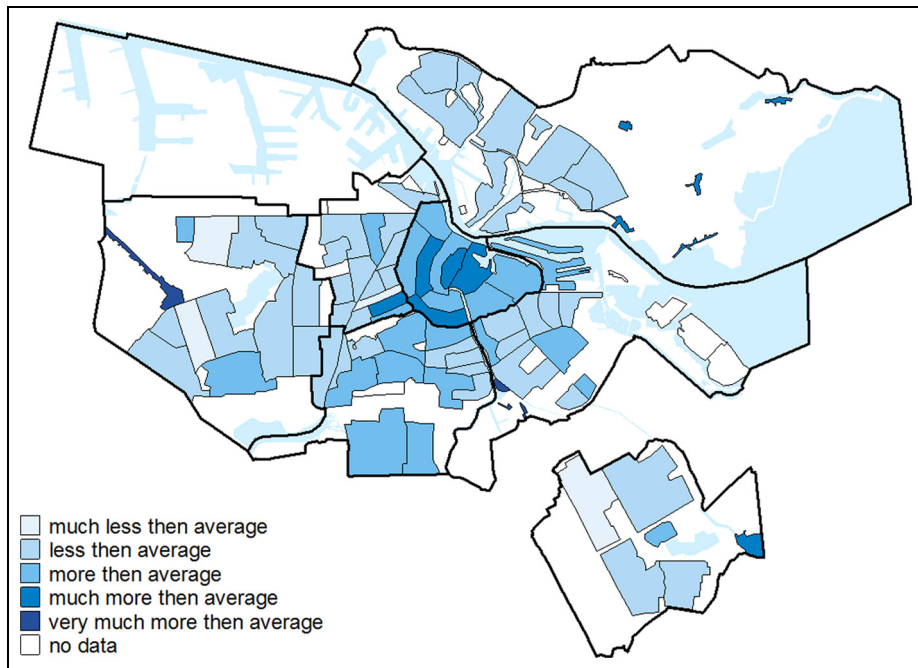 much less then average
less then average
more then average
much more then average
very much more then average
no data